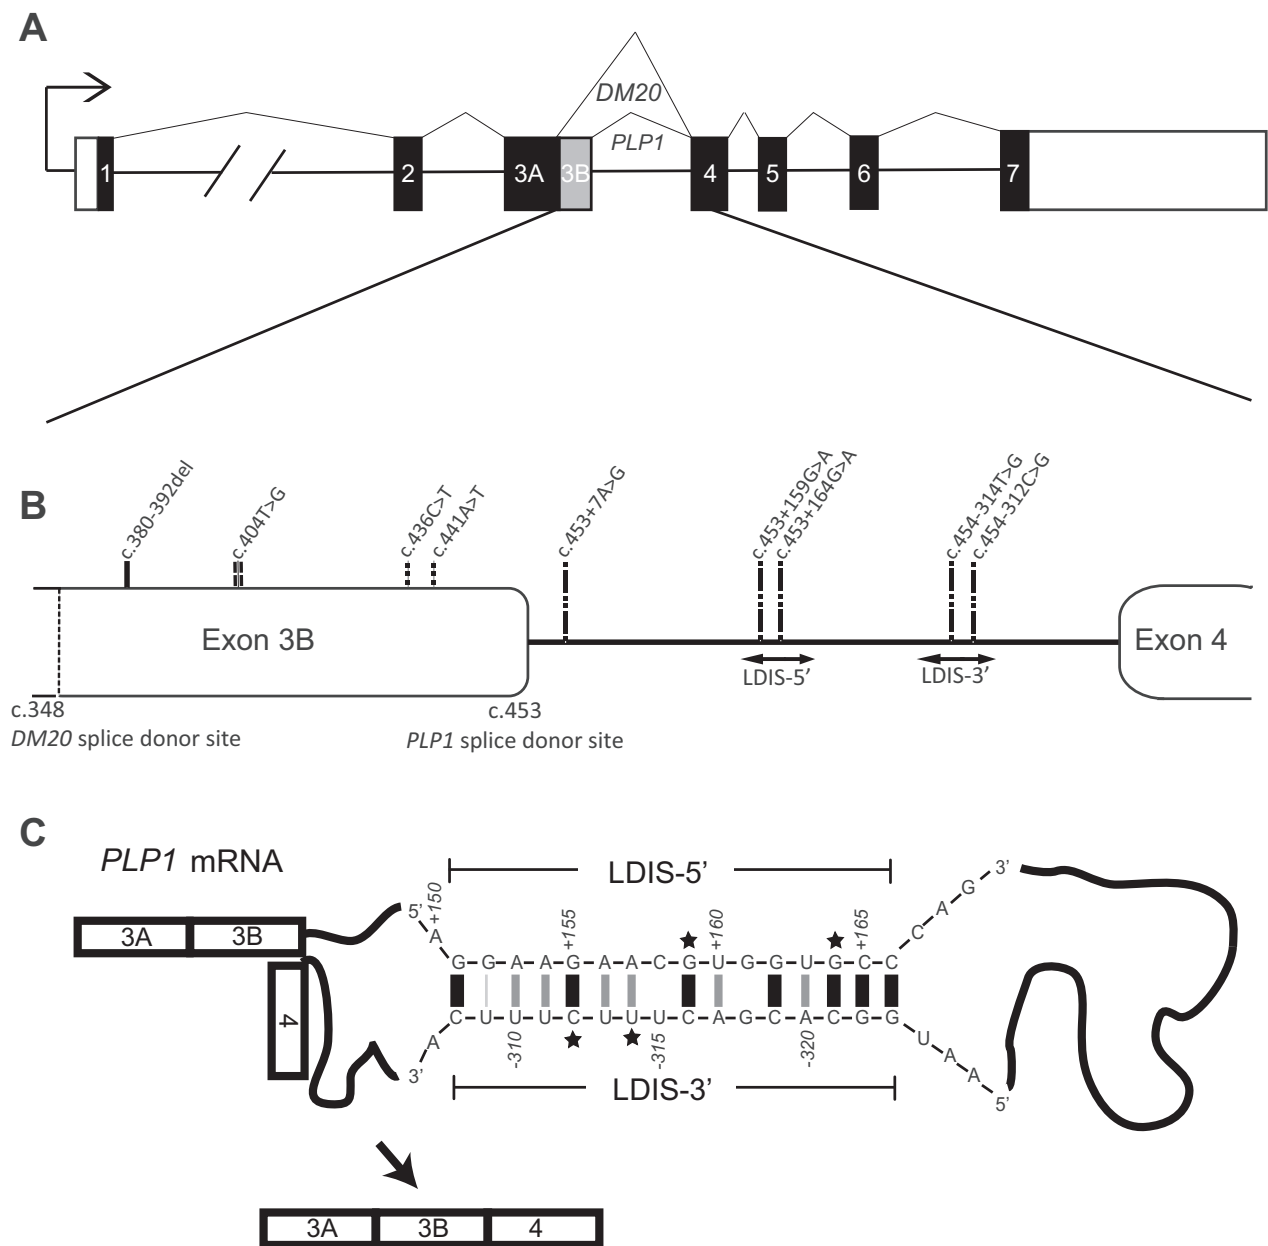 A
DM20
PLP1
1
2
3A
3B
4
5
6
7
B
c.380-392del
c.404T>G
c.436C>T
c.441A>T
c.453+7A>G
c.453+159G>A
c.453+164G>A
c.454-314T>G
c.454-312C>G
Exon 3B
Exon 4
LDIS-5’
LDIS-3’
c.348
c.453
DM20 splice donor site
PLP1 splice donor site
C
PLP1 mRNA
LDIS-5’
3A
3B
4
5’
+150
+155
+160
+165
3’
A
G G A A G A A C G U G G U G C C
C A G
C U U U C U U U C A G C A C G G
A
U A A
3’
-310
-315
-320
5’
LDIS-3’
3A
3B
4